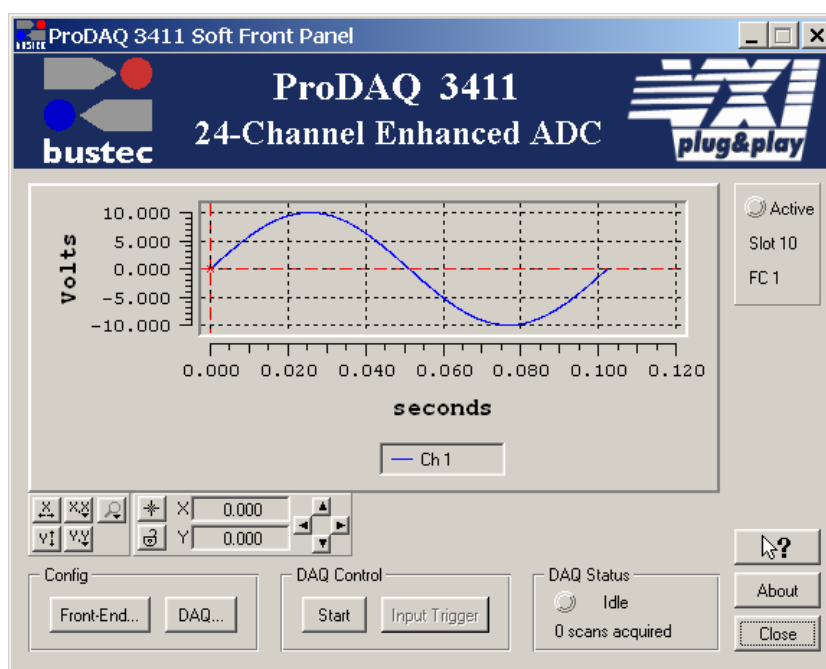 ProDAQ 3411 Soft Front Panel
ProDAQ 3411
24-Channel Enhanced ADC
bustec
VXI
plug&play
10.000
5.000
0.000
-5.000
-10.000
Volts
0.000 0.020 0.040 0.060 0.080 0.100 0.120
seconds
Ch 1
Active
Slot 10
FC 1
X X.X X 0.000
Y Y.Y Y 0.000
?
Config
Front-End... DAQ...
DAQ Control
Start Input Trigger
DAQ Status
Idle
0 scans acquired
About
Close